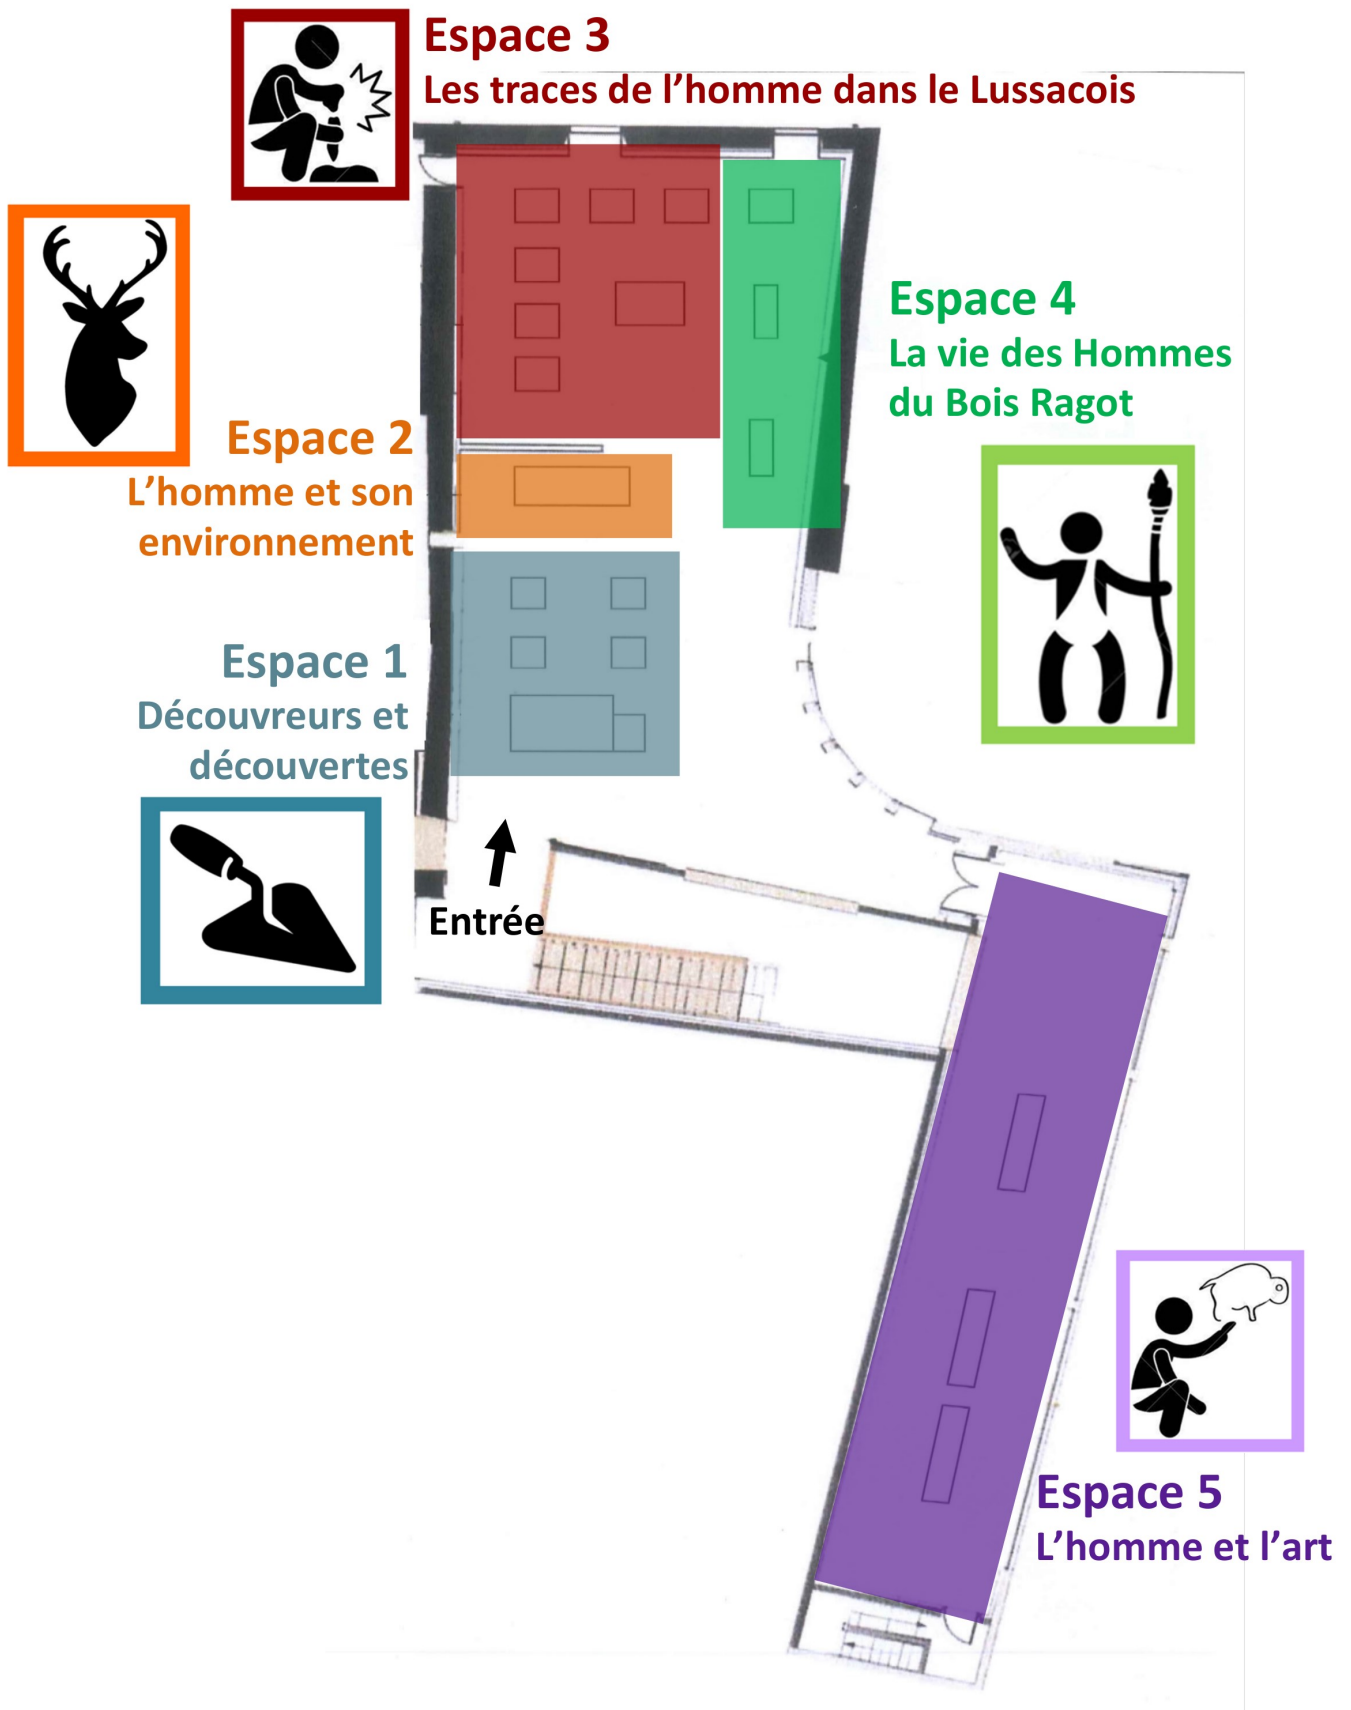 Espace 3
Les traces de l'homme dans le Lussacois
Espace 4
La vie des Hommes
du Bois Ragot
Espace 2
L'homme et son
environnement
Espace 1
Découvreurs et
découvertes
Entrée
Espace 5
L'homme et l'art